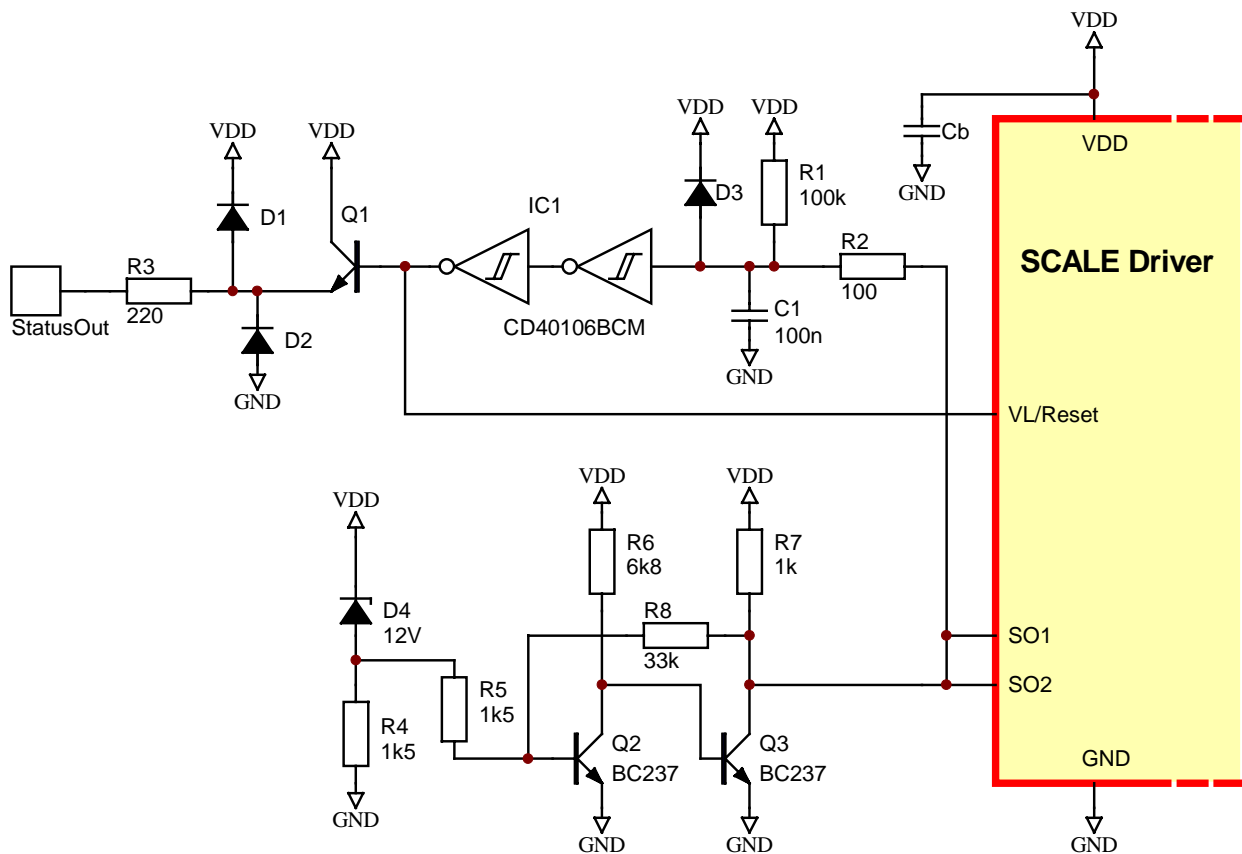 VDD
VDD
VDD
VDD
VDD
Cb
VDD
GND
D1
Q1
IC1
D3
R1
100k
R2
100
SCALE Driver
R3
220
StatusOut
D2
GND
CD40106BCM
C1
100n
GND
VL/Reset
VDD
VDD
VDD
R6
6k8
R7
1k
D4
12V
R8
33k
SO1
SO2
R5
1k5
R4
1k5
Q2
BC237
Q3
BC237
GND
GND
GND
GND
GND